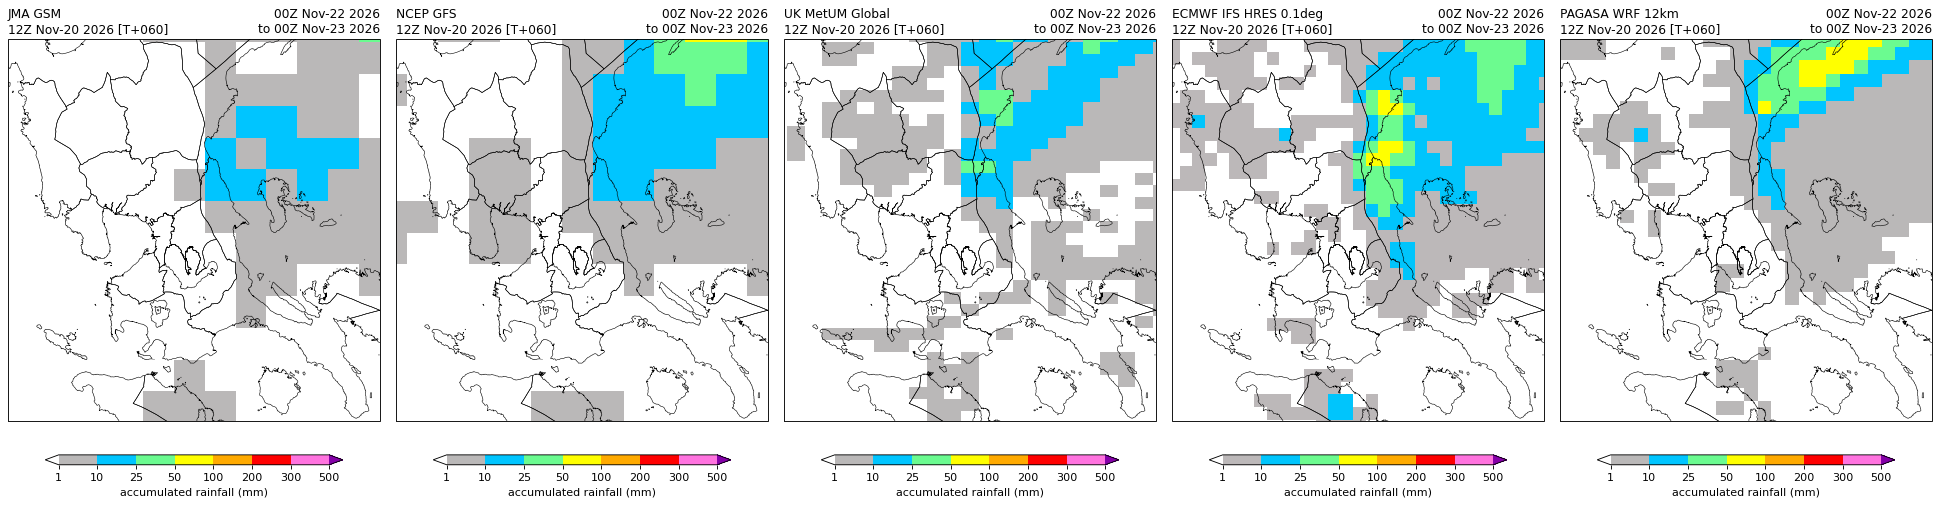 JMA GSM 00Z Nov-22 2026
12Z Nov-20 2026 [T+060] to 00Z Nov-23 2026
NCEP GFS 00Z Nov-22 2026
12Z Nov-20 2026 [T+060] to 00Z Nov-23 2026
UK MetUM Global 00Z Nov-22 2026
12Z Nov-20 2026 [T+060] to 00Z Nov-23 2026
ECMWF IFS HRES 0.1deg 00Z Nov-22 2026
12Z Nov-20 2026 [T+060] to 00Z Nov-23 2026
PAGASA WRF 12km 00Z Nov-22 2026
12Z Nov-20 2026 [T+060] to 00Z Nov-23 2026
1 10 25 50 100 200 300 500
accumulated rainfall (mm)
1 10 25 50 100 200 300 500
accumulated rainfall (mm)
1 10 25 50 100 200 300 500
accumulated rainfall (mm)
1 10 25 50 100 200 300 500
accumulated rainfall (mm)
1 10 25 50 100 200 300 500
accumulated rainfall (mm)